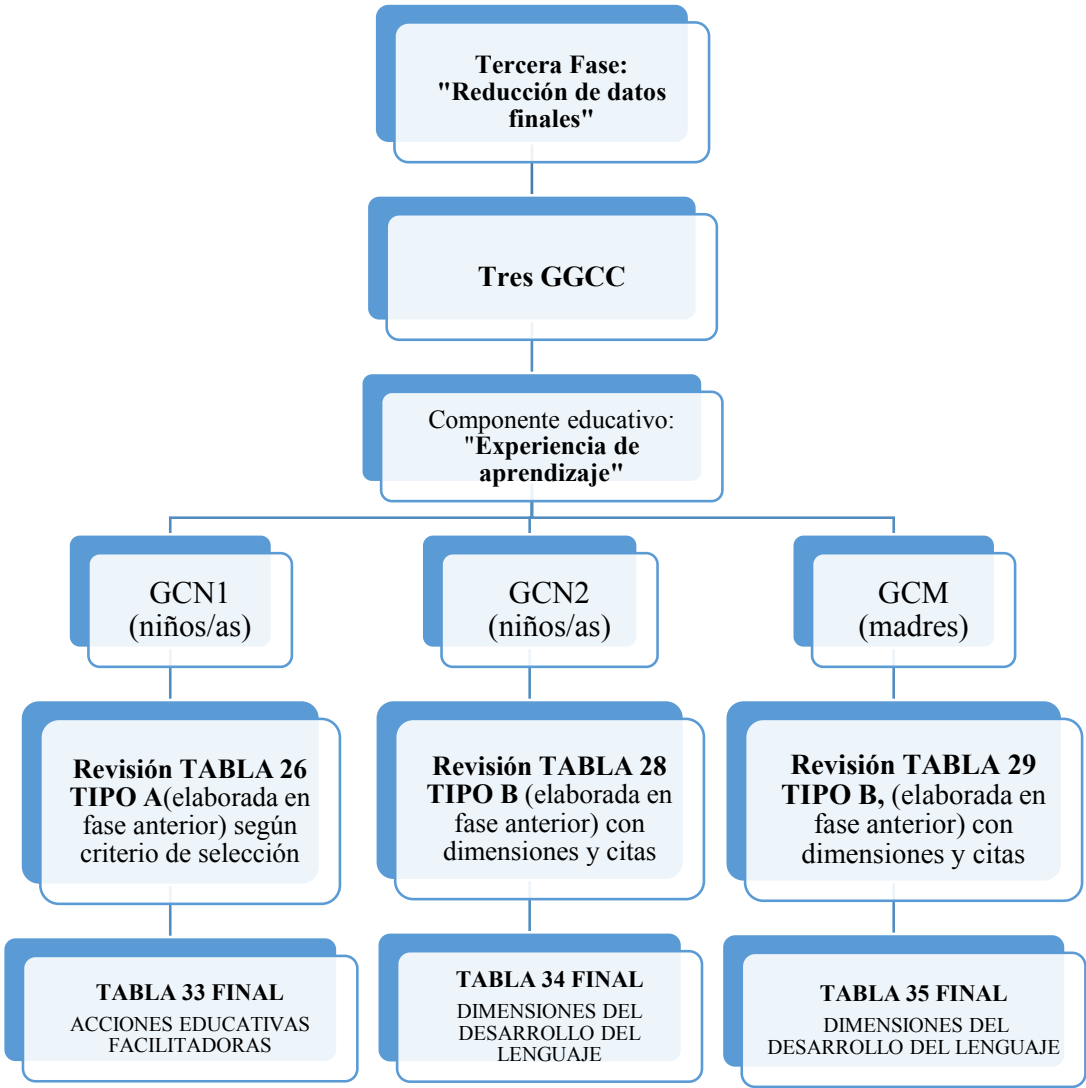 Tercera Fase:
"Reducción de datos
finales"
Tres GGCC
Componente educativo:
"Experiencia de
aprendizaje"
GCN1
(niños/as)
GCN2
(niños/as)
GCM
(madres)
Revisión TABLA 26
TIPO A(elaborada en
fase anterior) según
criterio de selección
Revisión TABLA 28
TIPO B (elaborada en
fase anterior) con
dimensiones y citas
Revisión TABLA 29
TIPO B, (elaborada en
fase anterior) con
dimensiones y citas
TABLA 33 FINAL
ACCIONES EDUCATIVAS
FACILITADORAS
TABLA 34 FINAL
DIMENSIONES DEL
DESARROLLO DEL
LENGUAJE
TABLA 35 FINAL
DIMENSIONES DEL
DESARROLLO DEL LENGUAJE